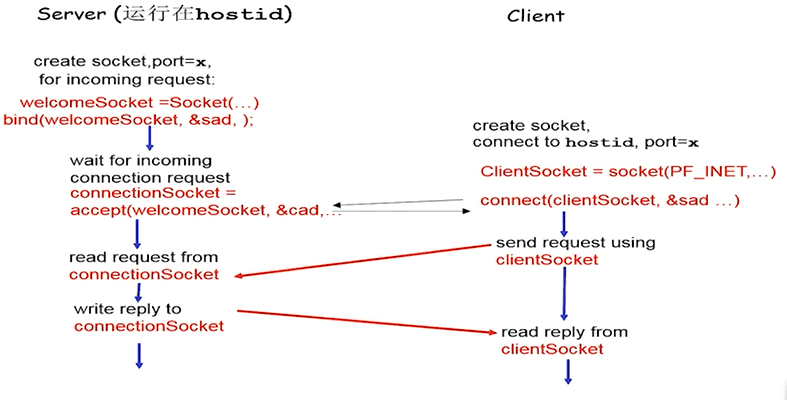 Server (运行在hostid)
create socket,port=x,
for incoming request:
welcomeSocket =Socket(…)
bind(welcomeSocket, &sad, );
wait for incoming
connection request
connectionSocket =
accept(welcomeSocket, &cad,…
read request from
connectionSocket
write reply to
connectionSocket
Client
create socket,
connect to hostid, port=x
ClientSocket = socket(PF_INET,…)
connect(clientSocket, &sad …)
send request using
clientSocket
read reply from
clientSocket